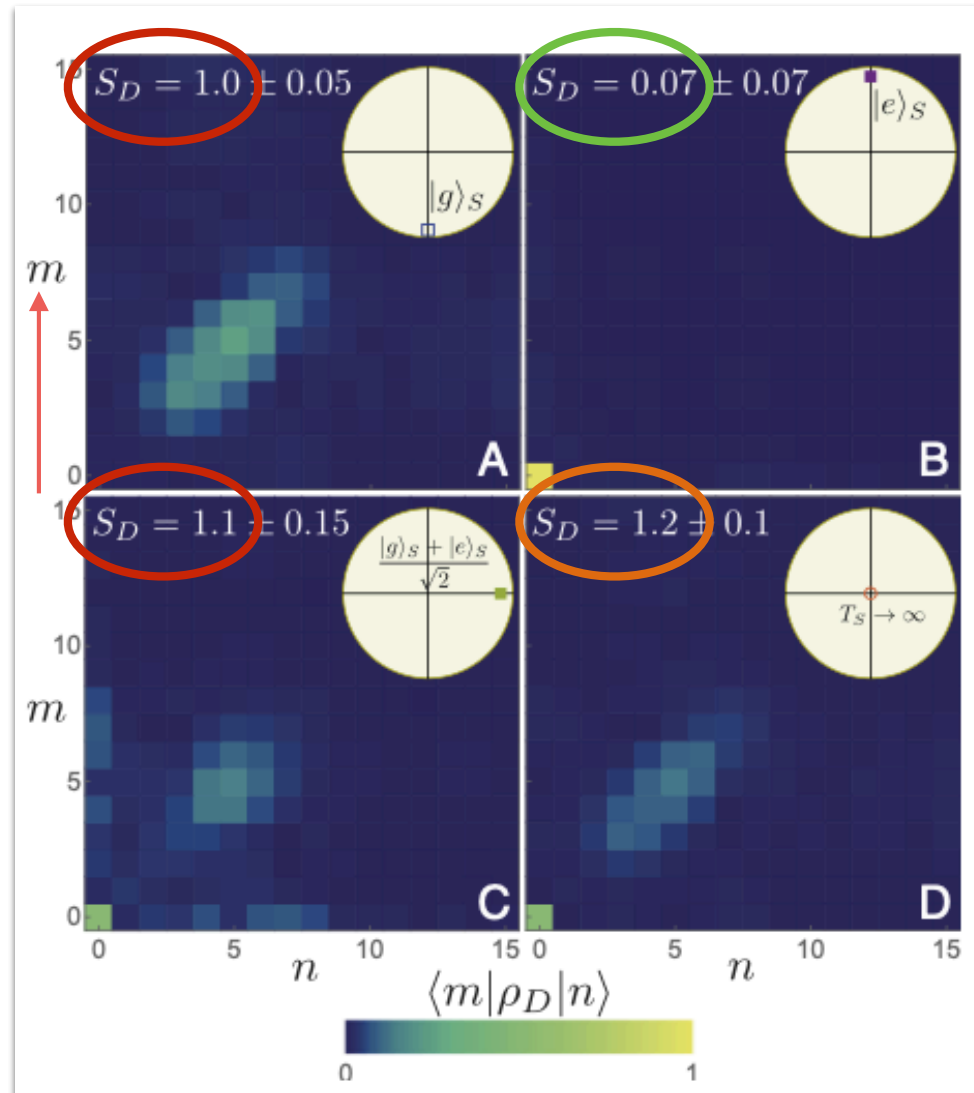 15
S_D = 1.0 ± 0.05
|g⟩_S
10
m
5
0
A
S_D = 0.07 ± 0.07
|e⟩_S
B
15
S_D = 1.1 ± 0.15
|g⟩_S + |e⟩_S
√2
10
m
5
0
C
0 5 10 15
n
S_D = 1.2 ± 0.1
T_S → ∞
D
0 5 10 15
n
⟨m|ρ_D|n⟩
0 1